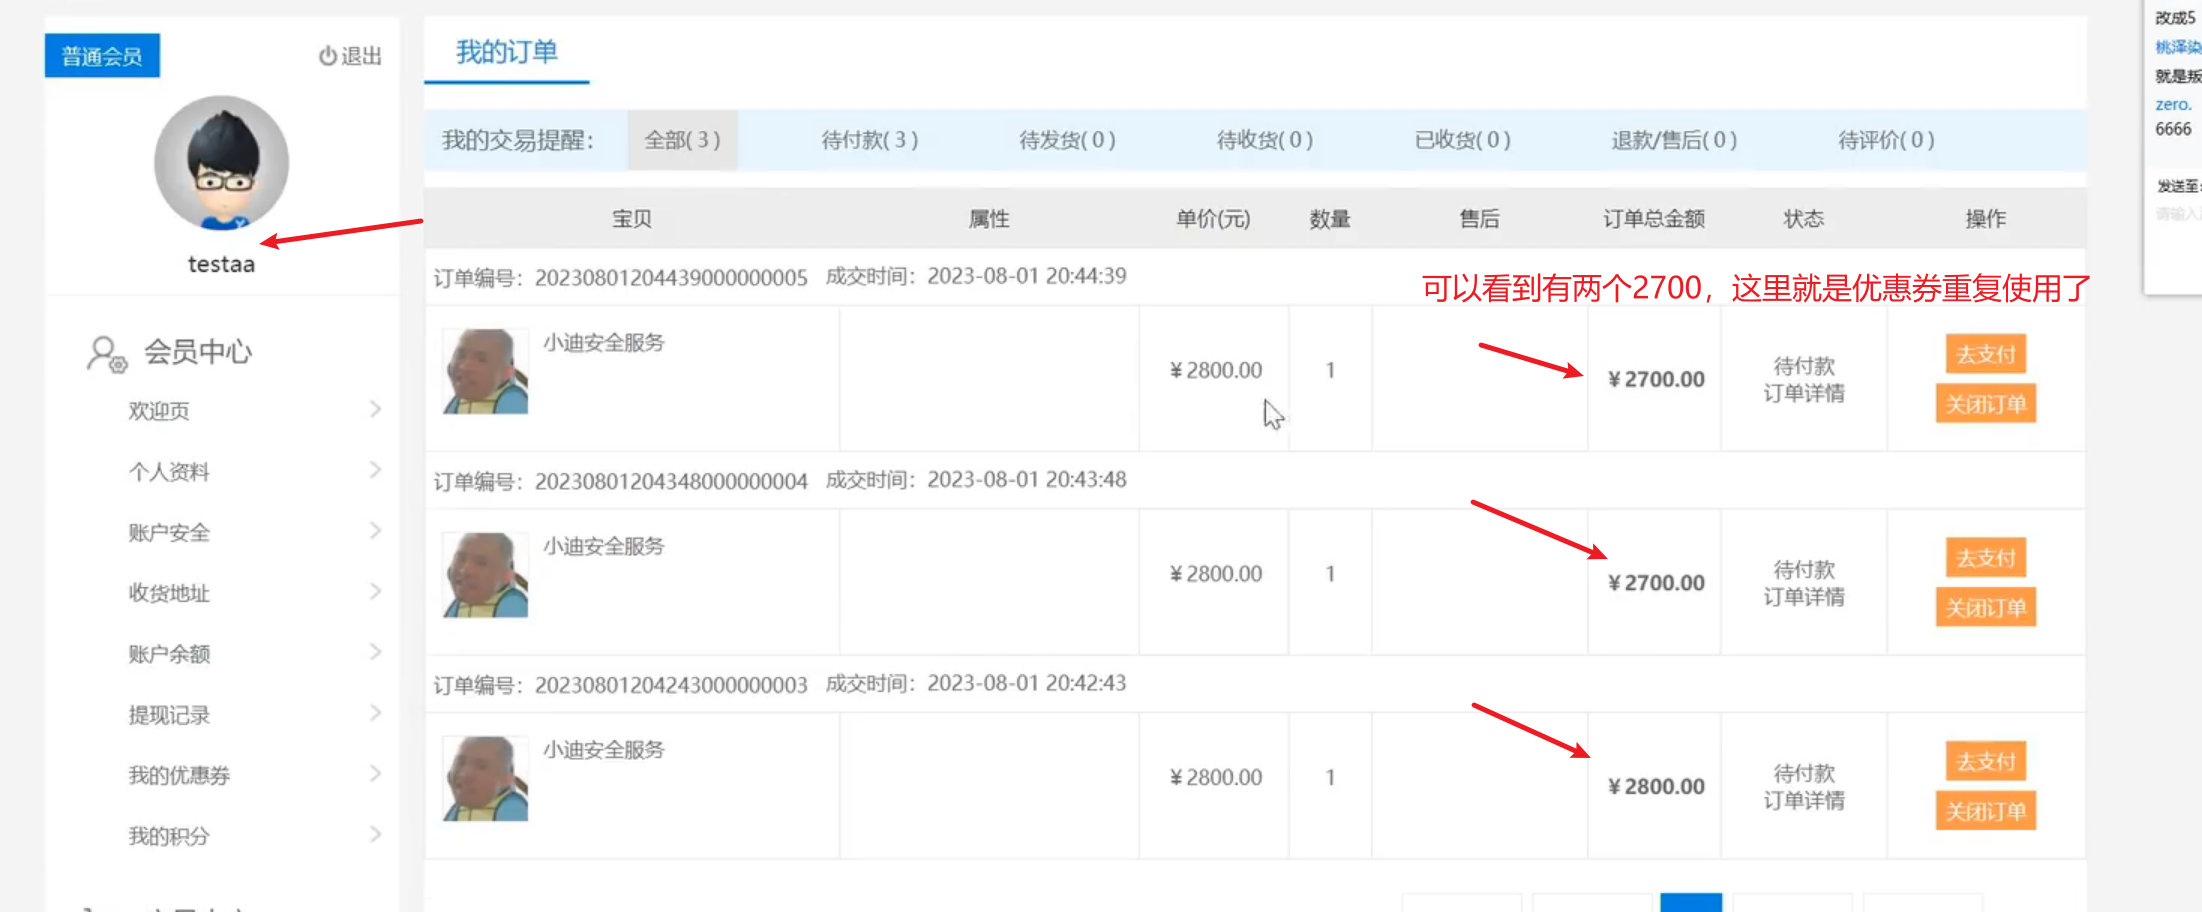 普通会员
退出
testaa
会员中心
欢迎页
个人资料
账户安全
收货地址
账户余额
提现记录
我的优惠券
我的积分
我的订单
我的交易提醒： 全部( 3 ) 待付款( 3 ) 待发货( 0 ) 待收货( 0 ) 已收货( 0 ) 退款/售后( 0 ) 待评价( 0 )
宝贝 属性 单价(元) 数量 售后 订单总金额 状态 操作
订单编号：20230801204439000000005 成交时间：2023-08-01 20:44:39
可以看到有两个2700，这里就是优惠券重复使用了
小迪安全服务
¥2800.00 1 ¥2700.00
待付款
订单详情
去支付
关闭订单
订单编号：20230801204348000000004 成交时间：2023-08-01 20:43:48
小迪安全服务
¥2800.00 1 ¥2700.00
待付款
订单详情
去支付
关闭订单
订单编号：20230801204243000000003 成交时间：2023-08-01 20:42:43
小迪安全服务
¥2800.00 1 ¥2800.00
待付款
订单详情
去支付
关闭订单
改成5
桃泽染
就是叛
zero.
6666
发送至:
请输入